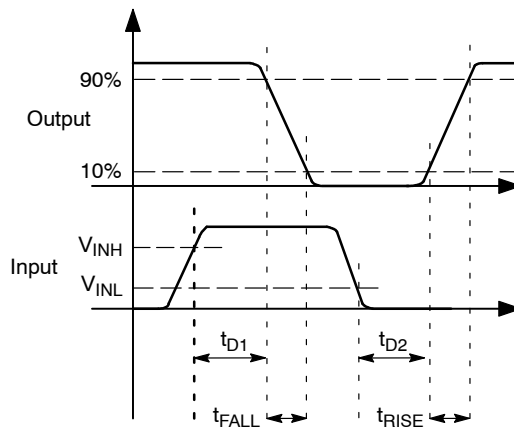 90%
Output
10%
V_INH
Input
V_INL
t_D1
t_D2
t_FALL
t_RISE